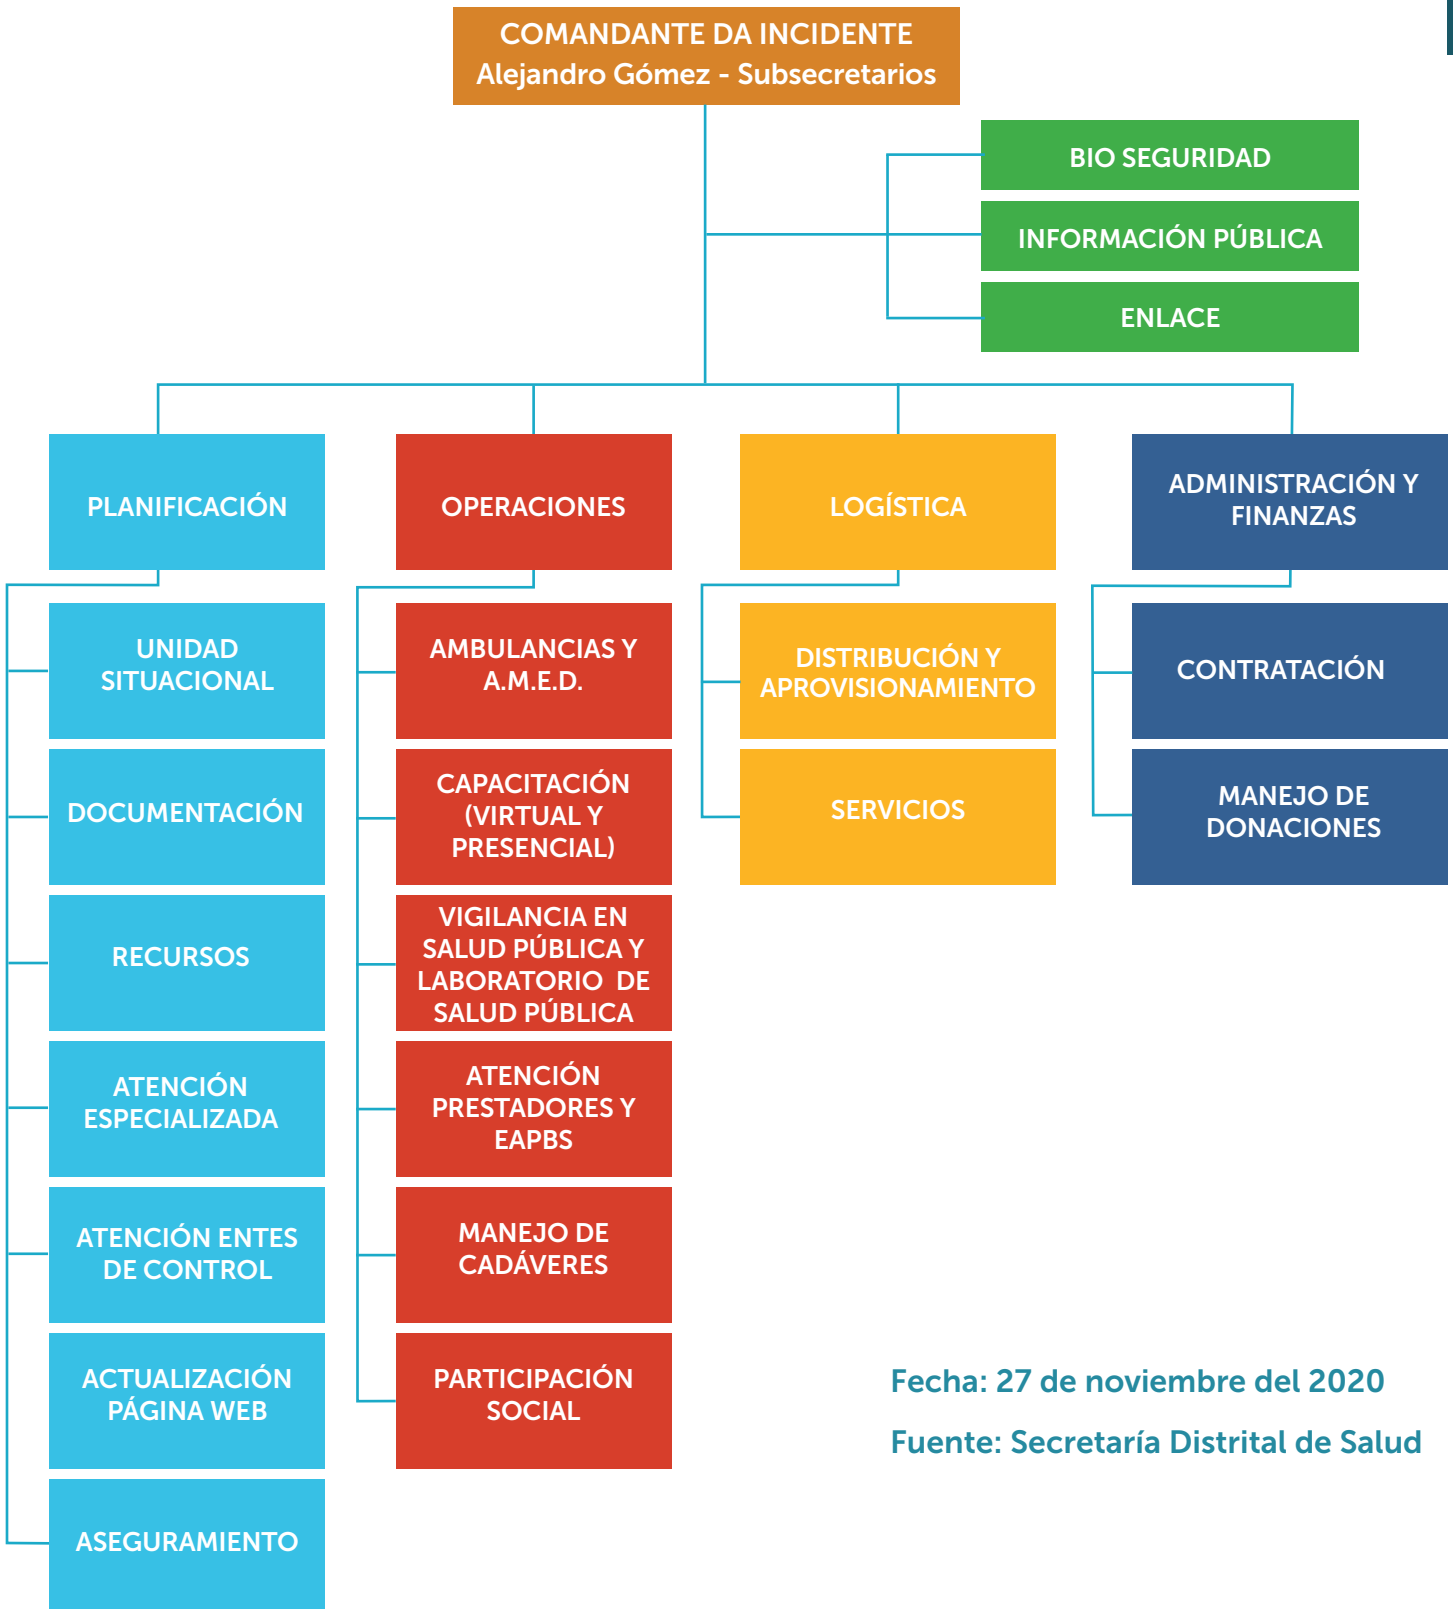 COMANDANTE DA INCIDENTE
Alejandro Gómez - Subsecretarios
BIO SEGURIDAD
INFORMACIÓN PÚBLICA
ENLACE
PLANIFICACIÓN
UNIDAD
SITUACIONAL
DOCUMENTACIÓN
RECURSOS
ATENCIÓN
ESPECIALIZADA
ATENCIÓN ENTES
DE CONTROL
ACTUALIZACIÓN
PÁGINA WEB
ASEGURAMIENTO
OPERACIONES
AMBULANCIAS Y
A.M.E.D.
CAPACITACIÓN
(VIRTUAL Y
PRESENCIAL)
VIGILANCIA EN
SALUD PÚBLICA Y
LABORATORIO DE
SALUD PÚBLICA
ATENCIÓN
PRESTADORES Y
EAPBS
MANEJO DE
CADÁVERES
PARTICIPACIÓN
SOCIAL
LOGÍSTICA
DISTRIBUCIÓN Y
APROVISIONAMIENTO
SERVICIOS
ADMINISTRACIÓN Y
FINANZAS
CONTRATACIÓN
MANEJO DE
DONACIONES
Fecha: 27 de noviembre del 2020
Fuente: Secretaría Distrital de Salud